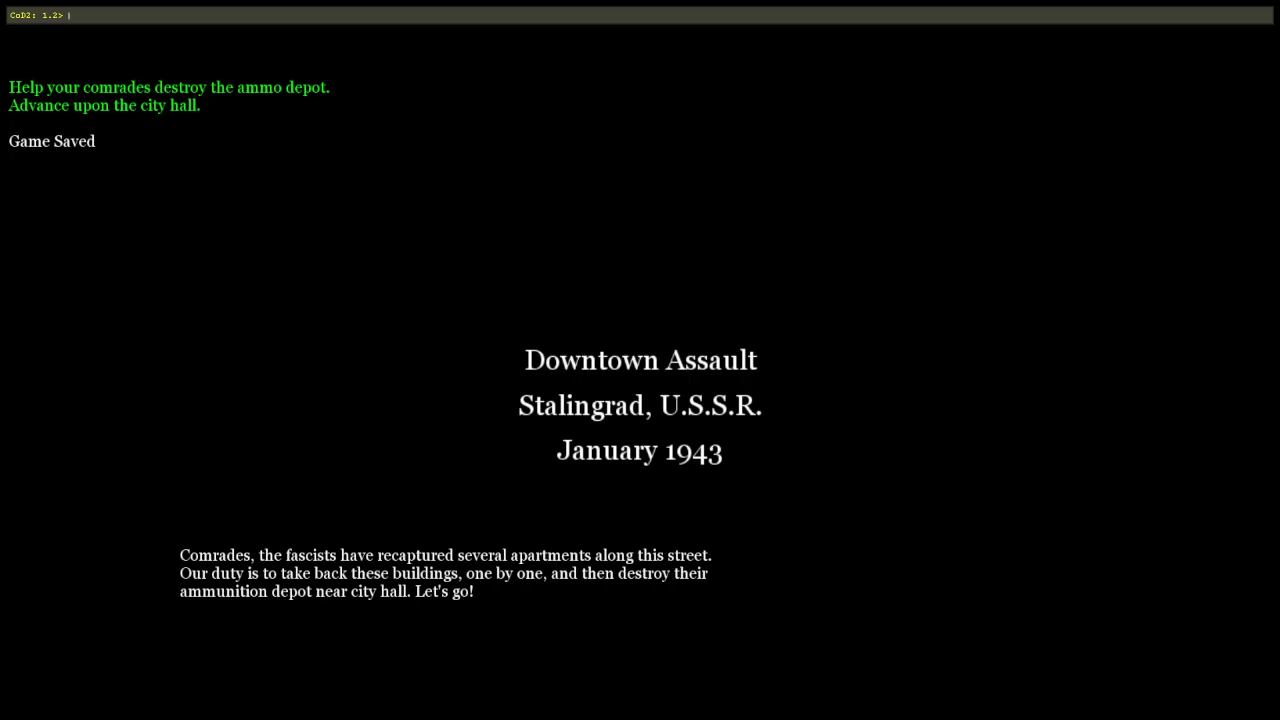 CoD2: 1.2>
Help your comrades destroy the ammo depot.
Advance upon the city hall.
Game Saved
Downtown Assault
Stalingrad, U.S.S.R.
January 1943
Comrades, the fascists have recaptured several apartments along this street.
Our duty is to take back these buildings, one by one, and then destroy their
ammunition depot near city hall. Let's go!